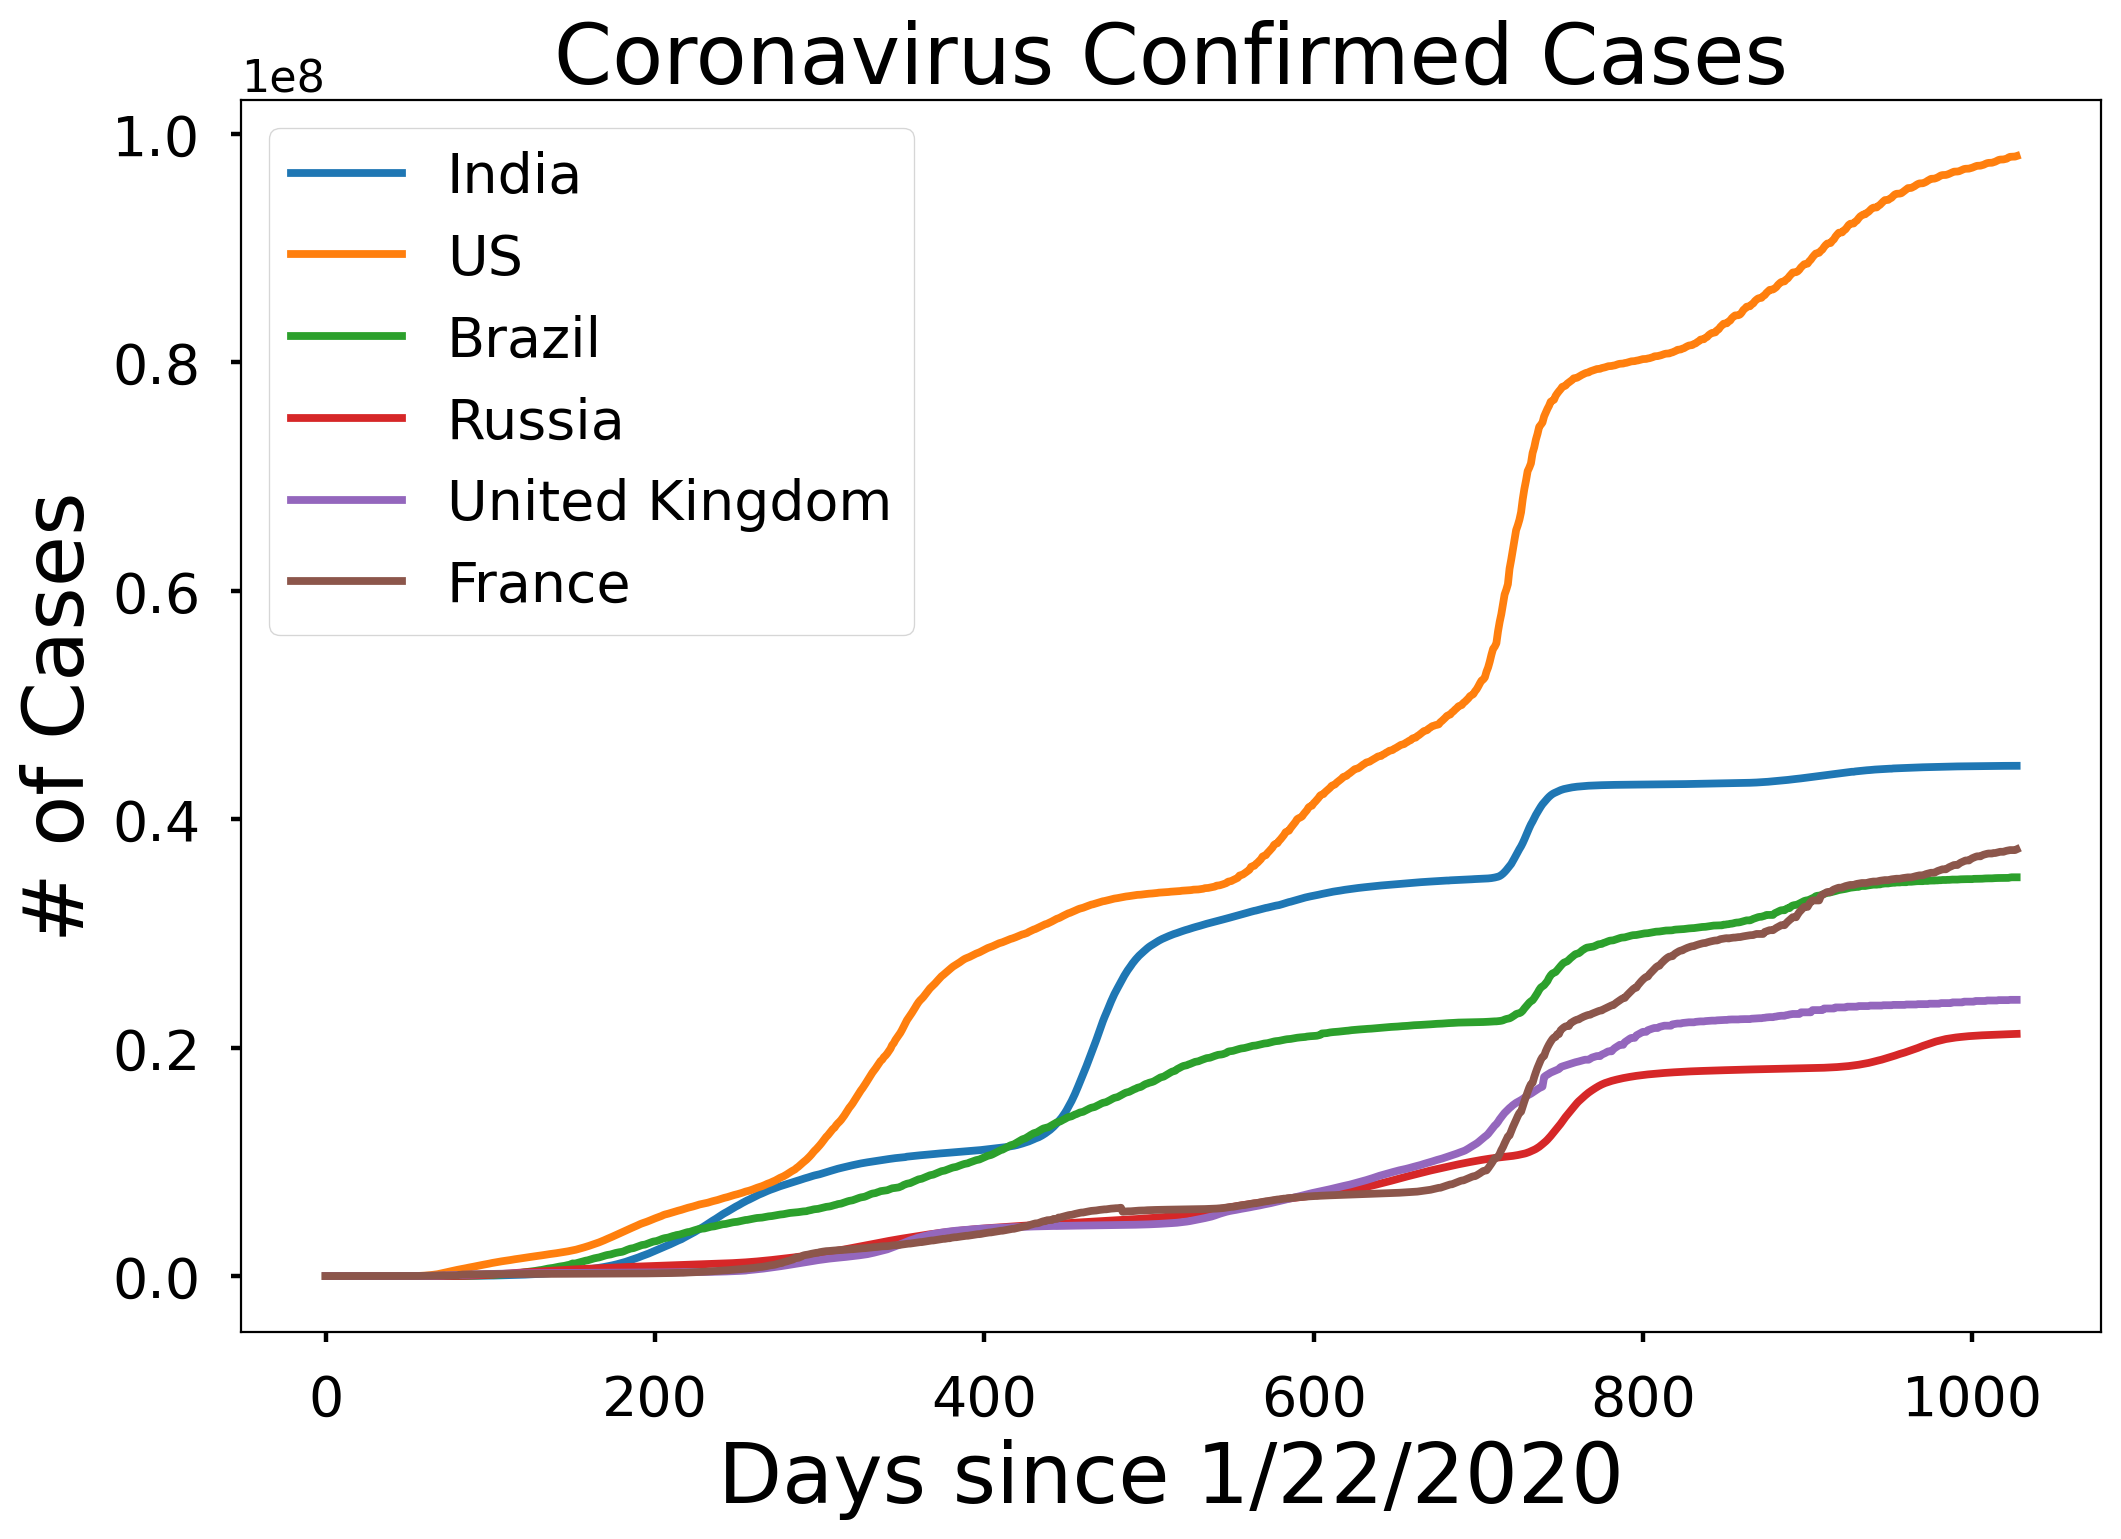 Coronavirus Confirmed Cases
1e8
1.0
0.8
0.6
0.4
0.2
0.0
# of Cases
India
US
Brazil
Russia
United Kingdom
France
0 200 400 600 800 1000
Days since 1/22/2020